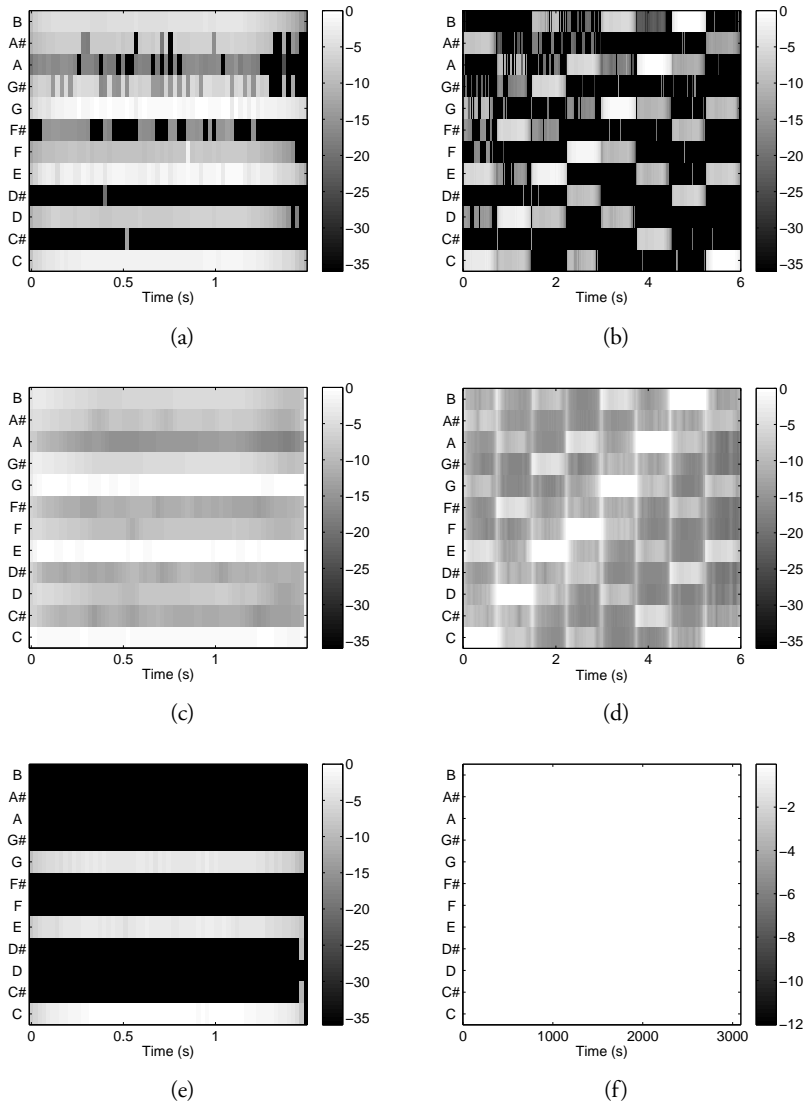 B
A#
A
G#
G
F#
F
E
D#
D
C#
C
0
0.5
1
Time (s)
0
−5
−10
−15
−20
−25
−30
−35
(a)
B
A#
A
G#
G
F#
F
E
D#
D
C#
C
0
2
4
6
Time (s)
0
−5
−10
−15
−20
−25
−30
−35
(b)
B
A#
A
G#
G
F#
F
E
D#
D
C#
C
0
0.5
1
Time (s)
0
−5
−10
−15
−20
−25
−30
−35
(c)
B
A#
A
G#
G
F#
F
E
D#
D
C#
C
0
2
4
6
Time (s)
0
−5
−10
−15
−20
−25
−30
−35
(d)
B
A#
A
G#
G
F#
F
E
D#
D
C#
C
0
0.5
1
Time (s)
0
−5
−10
−15
−20
−25
−30
−35
(e)
B
A#
A
G#
G
F#
F
E
D#
D
C#
C
0
1000
2000
3000
Time (s)
−2
−4
−6
−8
−10
−12
(f)